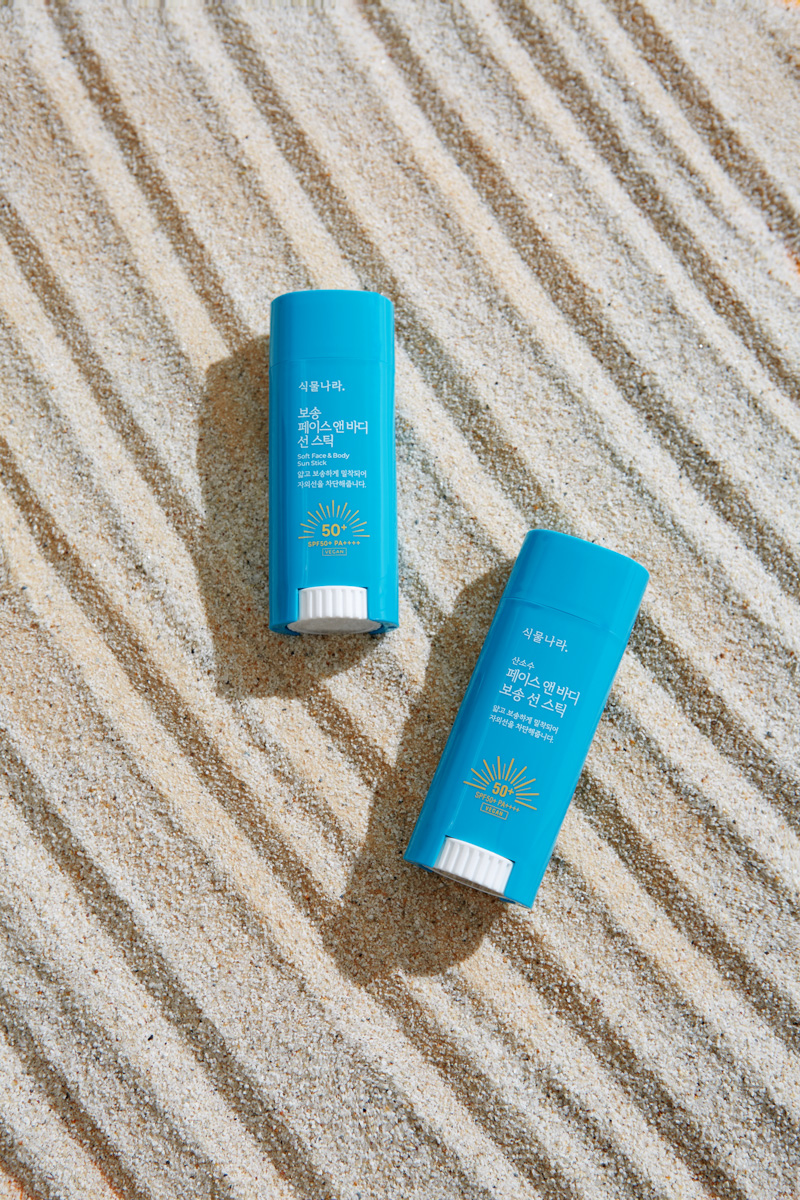 식물나라.
보송
페이스 앤 바디
선 스틱
Soft Face & Body
Sun Stick
얇고 보송하게 밀착되어
자외선을 차단해줍니다.
50+
SPF50+ PA++++
VEGAN
식물나라.
산소수
페이스 앤 바디
보송 선 스틱
얇고 보송하게 밀착되어
자외선을 차단해줍니다.
50+
SPF50+ PA++++
VEGAN